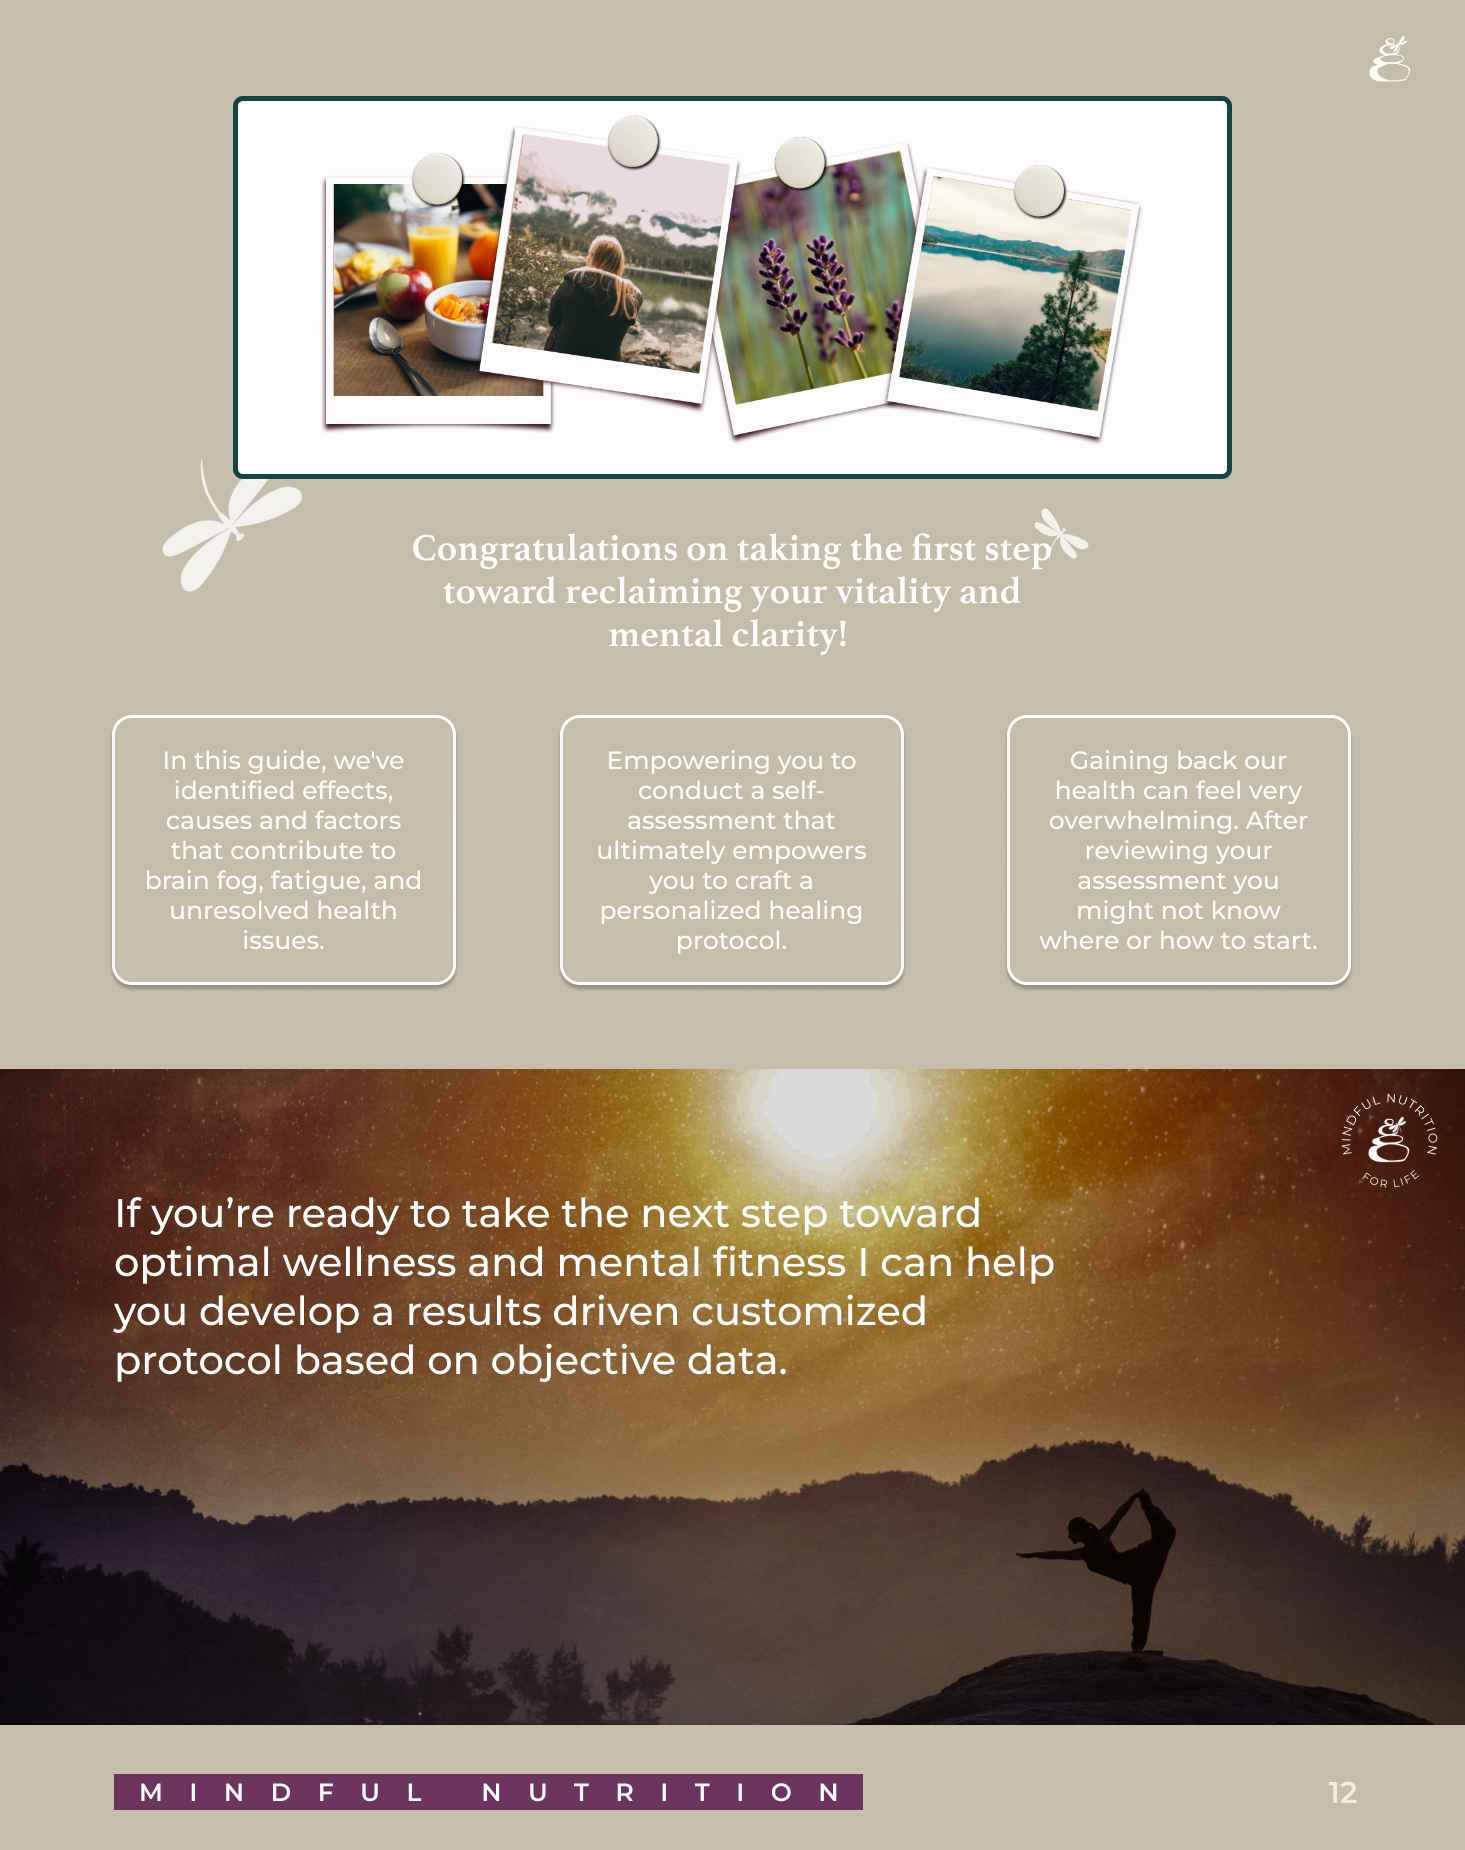 Congratulations on taking the first step
toward reclaiming your vitality and
mental clarity!
In this guide, we've
identified effects,
causes and factors
that contribute to
brain fog, fatigue, and
unresolved health
issues.
Empowering you to
conduct a self-
assessment that
ultimately empowers
you to craft a
personalized healing
protocol.
Gaining back our
health can feel very
overwhelming. After
reviewing your
assessment you
might not know
where or how to start.
MINDFUL NUTRITION
FOR LIFE
If you’re ready to take the next step toward
optimal wellness and mental fitness I can help
you develop a results driven customized
protocol based on objective data.
MINDFUL NUTRITION
12